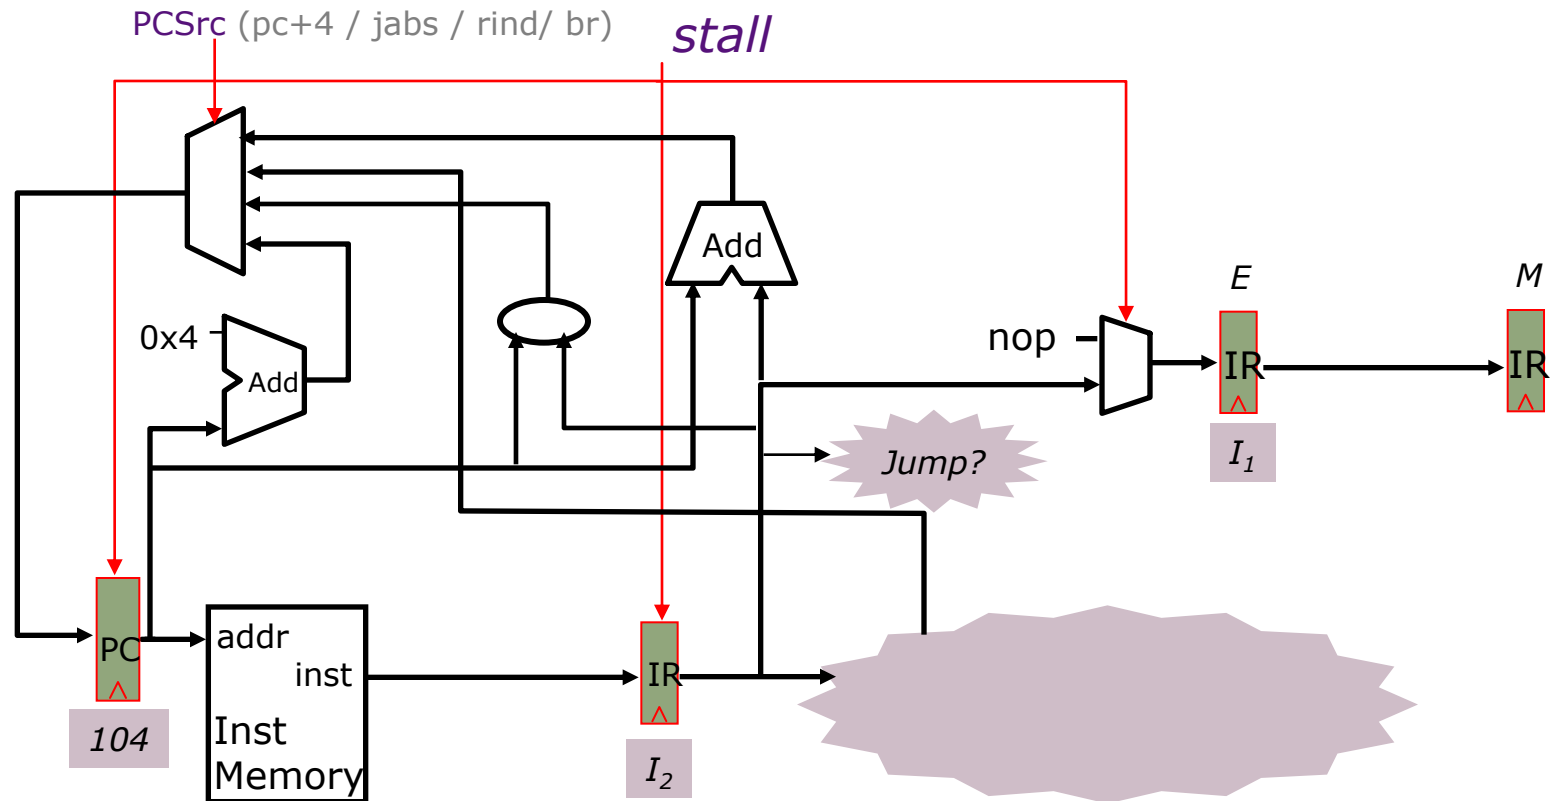 PCSrc (pc+4 / jabs / rind/ br)
stall
Add
0x4
Add
nop
E
M
IR
IR
I₁
Jump?
PC
addr
inst
Inst
Memory
IR
104
I₂